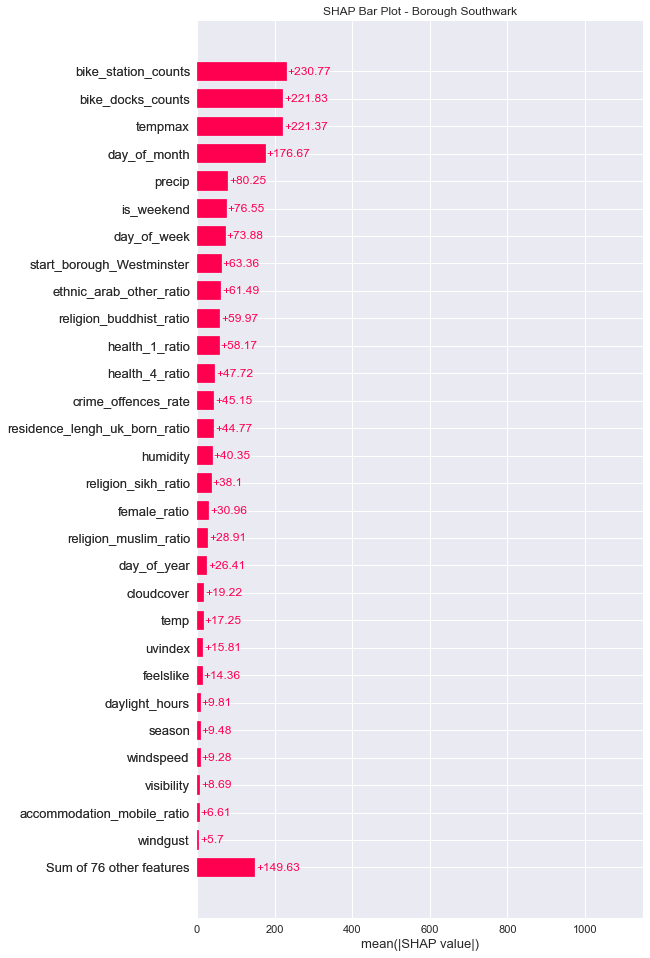 SHAP Bar Plot - Borough Southwark
bike_station_counts +230.77
bike_docks_counts +221.83
tempmax +221.37
day_of_month +176.67
precip +80.25
is_weekend +76.55
day_of_week +73.88
start_borough_Westminster +63.36
ethnic_arab_other_ratio +61.49
religion_buddhist_ratio +59.97
health_1_ratio +58.17
health_4_ratio +47.72
crime_offences_rate +45.15
residence_lengh_uk_born_ratio +44.77
humidity +40.35
religion_sikh_ratio +38.1
female_ratio +30.96
religion_muslim_ratio +28.91
day_of_year +26.41
cloudcover +19.22
temp +17.25
uvindex +15.81
feelslike +14.36
daylight_hours +9.81
season +9.48
windspeed +9.28
visibility +8.69
accommodation_mobile_ratio +6.61
windgust +5.7
Sum of 76 other features +149.63
0 200 400 600 800 1000
mean(|SHAP value|)